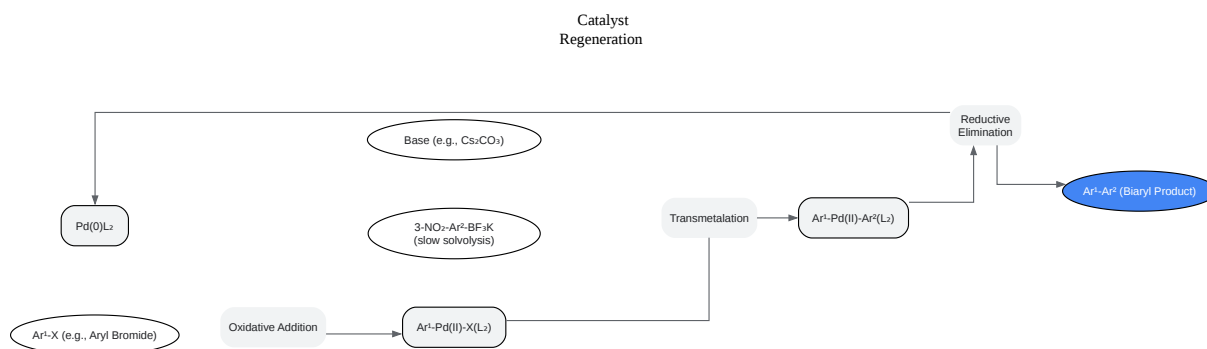 Catalyst
Regeneration
Reductive
Elimination
Base (e.g., Cs₂CO₃)
Ar¹-Ar² (Biaryl Product)
Pd(0)L₂
3-NO₂-Ar²-BF₃K
(slow solvolysis)
Transmetalation
Ar¹-Pd(II)-Ar²(L₂)
Ar¹-X (e.g., Aryl Bromide)
Oxidative Addition
Ar¹-Pd(II)-X(L₂)